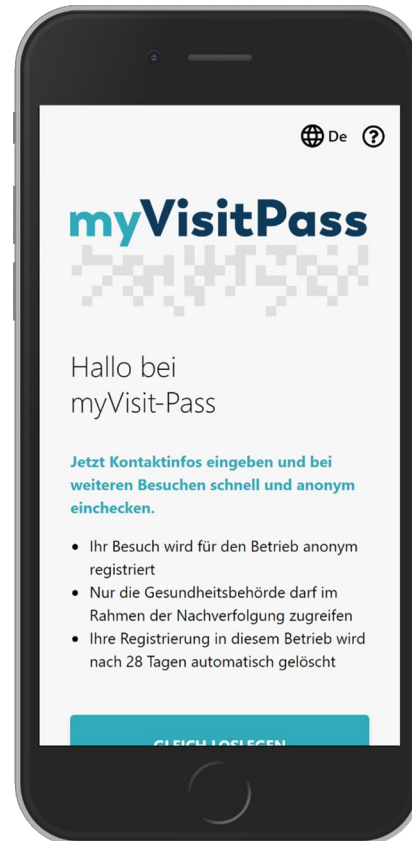 De
myVisitPass
Hallo bei
myVisit-Pass
Jetzt Kontaktinfos eingeben und bei
weiteren Besuchen schnell und anonym
einchecken.
• Ihr Besuch wird für den Betrieb anonym
registriert
• Nur die Gesundheitsbehörde darf im
Rahmen der Nachverfolgung zugreifen
• Ihre Registrierung in diesem Betrieb wird
nach 28 Tagen automatisch gelöscht
GLEICH LOSLEGEN